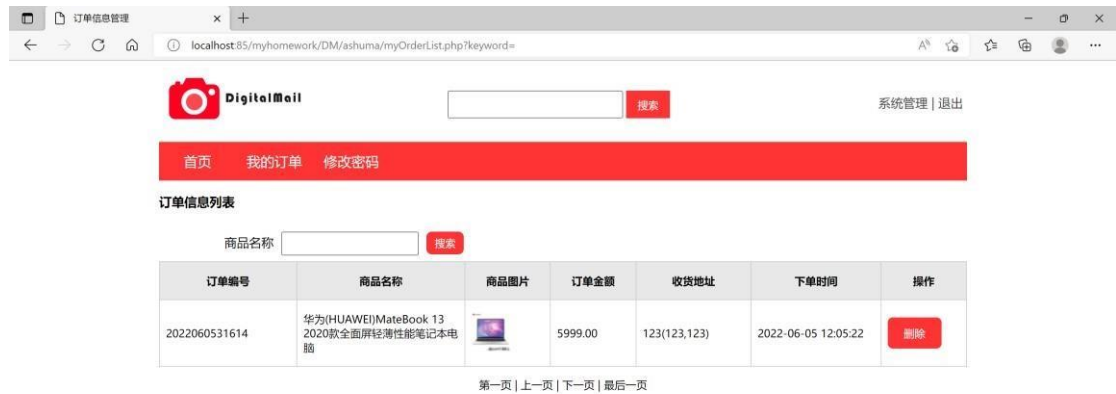 订单信息管理
localhost:85/myhomework/DM/ashuma/myOrderList.php?keyword=
DigitalMail
搜索
系统管理 | 退出
首页 我的订单 修改密码
订单信息列表
商品名称 搜索
订单编号 商品名称 商品图片 订单金额 收货地址 下单时间 操作
华为(HUAWEI)MateBook 13
2022060531614 2020款全面屏轻薄性能笔记本电 5999.00 123(123,123) 2022-06-05 12:05:22 删除
脑
第一页 | 上一页 | 下一页 | 最后一页